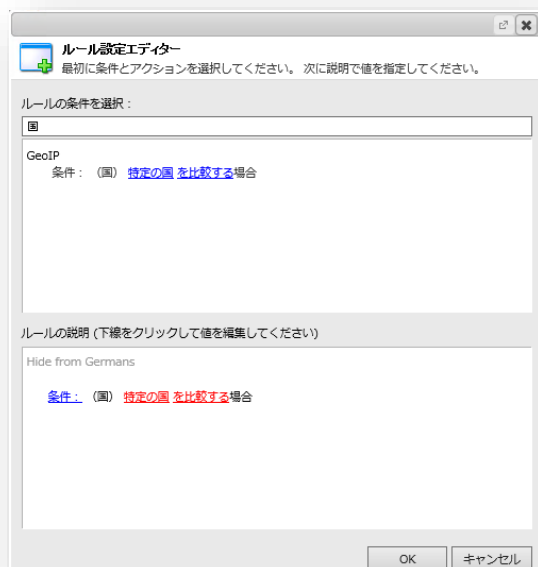 ルール設定エディター
最初に条件とアクションを選択してください。 次に説明で値を指定してください。
ルールの条件を選択：
国
GeoIP
条件： （国） 特定の国 を比較する場合
ルールの説明 (下線をクリックして値を編集してください)
Hide from Germans
条件： （国） 特定の国 を比較する場合
OK キャンセル